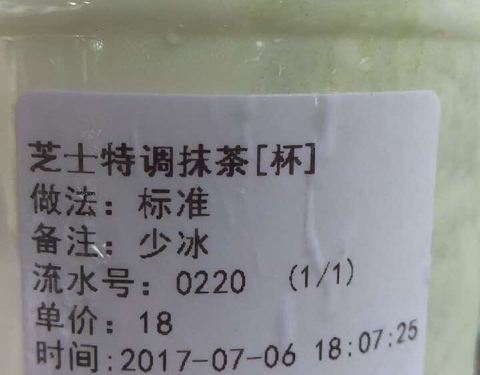 芝士特调抹茶[杯]
做法: 标准
备注: 少冰
流水号: 0220 (1/1)
单价: 18
时间:2017-07-06 18:07:25